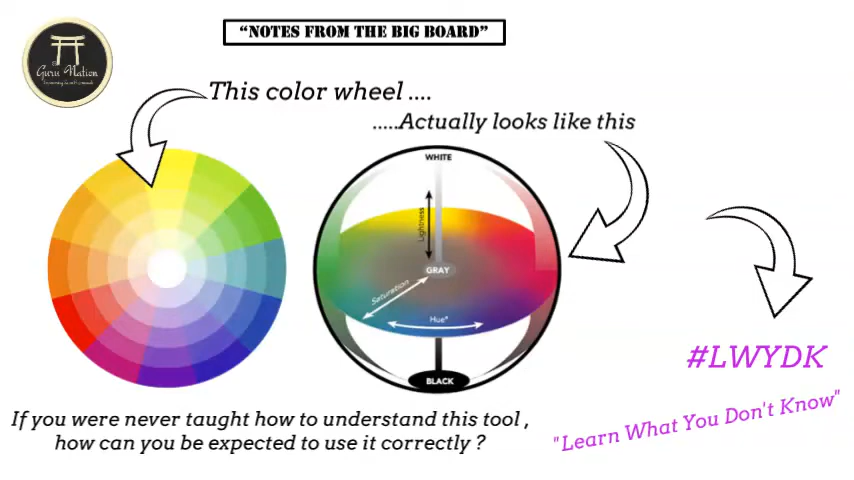 "NOTES FROM THE BIG BOARD"
Guru Nation
This color wheel ....
.....Actually looks like this
WHITE
Lightness
GRAY
Saturation
Hue°
BLACK
#LWYDK
"Learn What You Don't Know"
If you were never taught how to understand this tool ,
how can you be expected to use it correctly ?